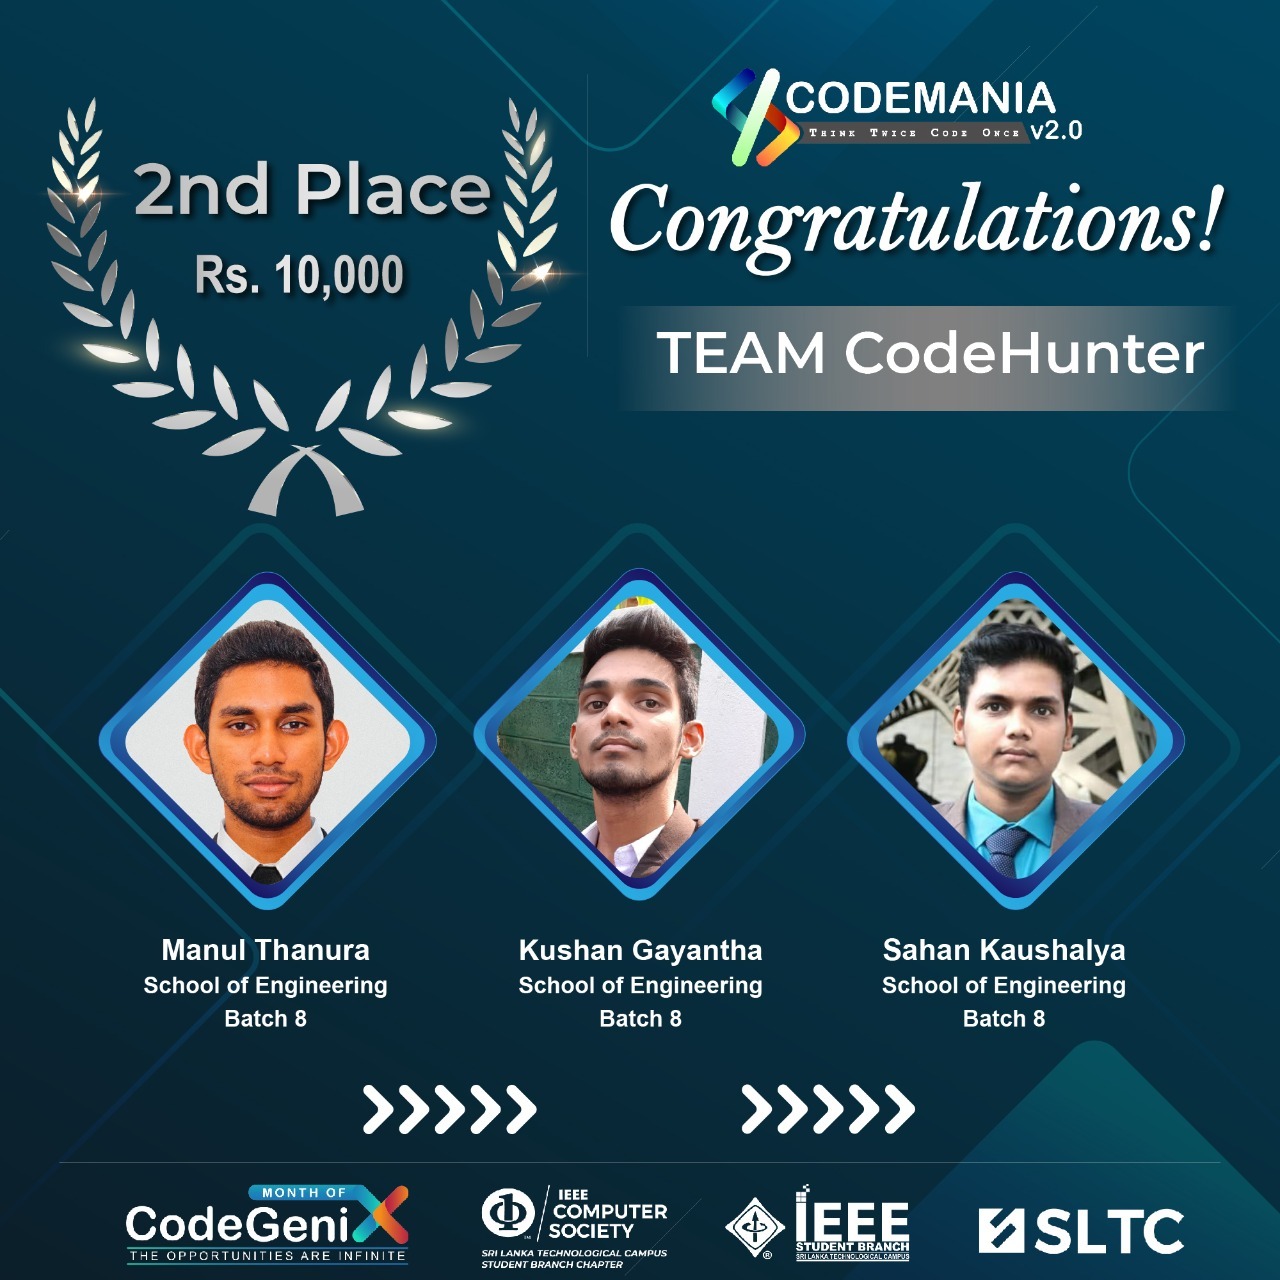 2nd Place
Rs. 10,000
CODEMANIA
THINK TWICE CODE ONCE v2.0
Congratulations!
TEAM CodeHunter
Manul Thanura
School of Engineering
Batch 8
Kushan Gayantha
School of Engineering
Batch 8
Sahan Kaushalya
School of Engineering
Batch 8
MONTH OF
CodeGeniX
THE OPPORTUNITIES ARE INFINITE
IEEE
COMPUTER
SOCIETY
SRI LANKA TECHNOLOGICAL CAMPUS
STUDENT BRANCH CHAPTER
IEEE
STUDENT BRANCH
SRI LANKA TECHNOLOGICAL CAMPUS
®
SLTC